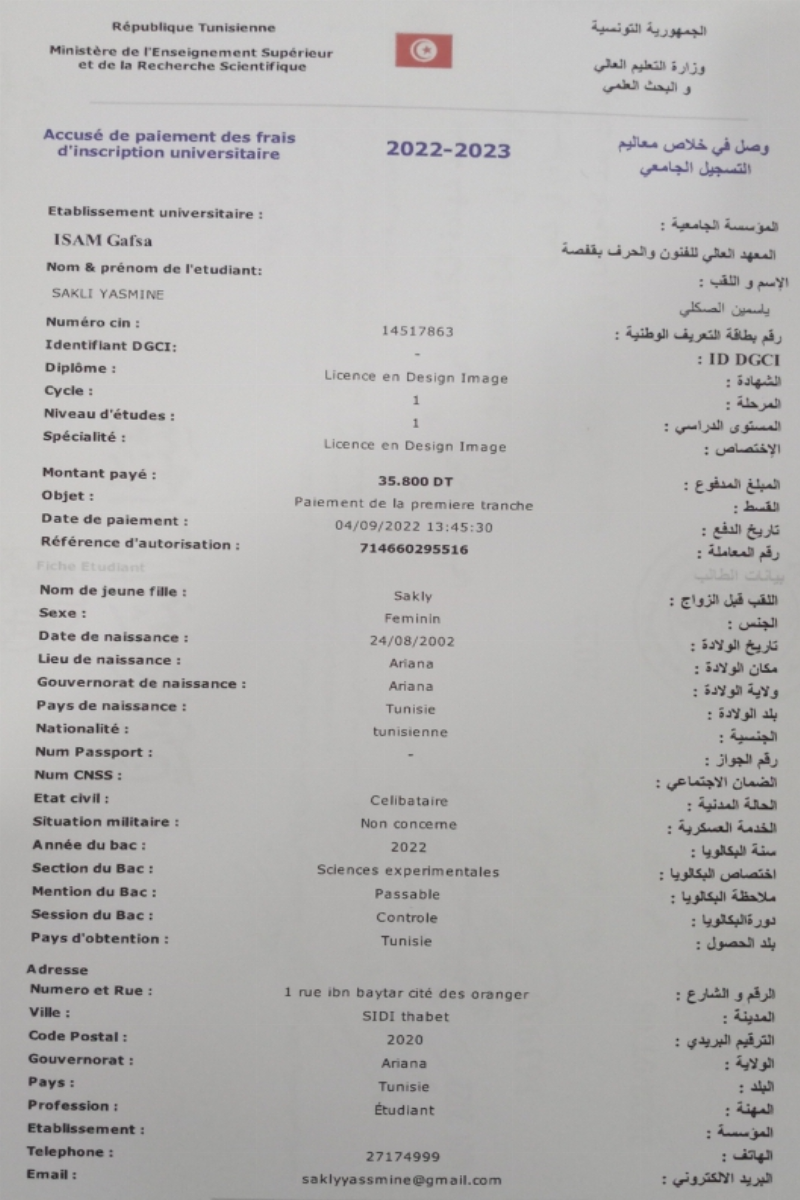 République Tunisienne
Ministère de l'Enseignement Supérieur
et de la Recherche Scientifique
الجمهورية التونسية
وزارة التعليم العالي
و البحث العلمي
Accusé de paiement des frais
d'inscription universitaire
2022-2023
وصل في خلاص معاليم
التسجيل الجامعي
Etablissement universitaire : المؤسسة الجامعية :
ISAM Gafsa المعهد العالي للفنون والحرف بقفصة
Nom & prénom de l'etudiant: الإسم و اللقب :
SAKLI YASMINE ياسمين الصكلي
Numéro cin : 14517863 رقم بطاقة التعريف الوطنية :
Identifiant DGCI: - ID DGCI :
Diplôme : Licence en Design Image الشهادة :
Cycle : 1 المرحلة :
Niveau d'études : 1 المستوى الدراسي :
Spécialité : Licence en Design Image الإختصاص :
Montant payé : 35.800 DT المبلغ المدفوع :
Objet : Paiement de la premiere tranche القسط :
Date de paiement : 04/09/2022 13:45:30 تاريخ الدفع :
Référence d'autorisation : 714660295516 رقم المعاملة :
Fiche Etudiant بيانات الطالب
Nom de jeune fille : Sakly اللقب قبل الزواج :
Sexe : Feminin الجنس :
Date de naissance : 24/08/2002 تاريخ الولادة :
Lieu de naissance : Ariana مكان الولادة :
Gouvernorat de naissance : Ariana ولاية الولادة :
Pays de naissance : Tunisie بلد الولادة :
Nationalité : tunisienne الجنسية :
Num Passport : - رقم الجواز :
Num CNSS : الضمان الاجتماعي :
Etat civil : Celibataire الحالة المدنية :
Situation militaire : Non concerne الخدمة العسكرية :
Année du bac : 2022 سنة البكالويا :
Section du Bac : Sciences experimentales اختصاص البكالويا :
Mention du Bac : Passable ملاحظة البكالويا :
Session du Bac : Controle دورةالبكالويا :
Pays d'obtention : Tunisie بلد الحصول :
Adresse
Numero et Rue : 1 rue ibn baytar cité des oranger الرقم و الشارع :
Ville : SIDI thabet المدينة :
Code Postal : 2020 الترقيم البريدي :
Gouvernorat : Ariana الولاية :
Pays : Tunisie البلد :
Profession : Étudiant المهنة :
Etablissement : المؤسسة :
Telephone : 27174999 الهاتف :
Email : saklyyassmine@gmail.com البريد الالكتروني :